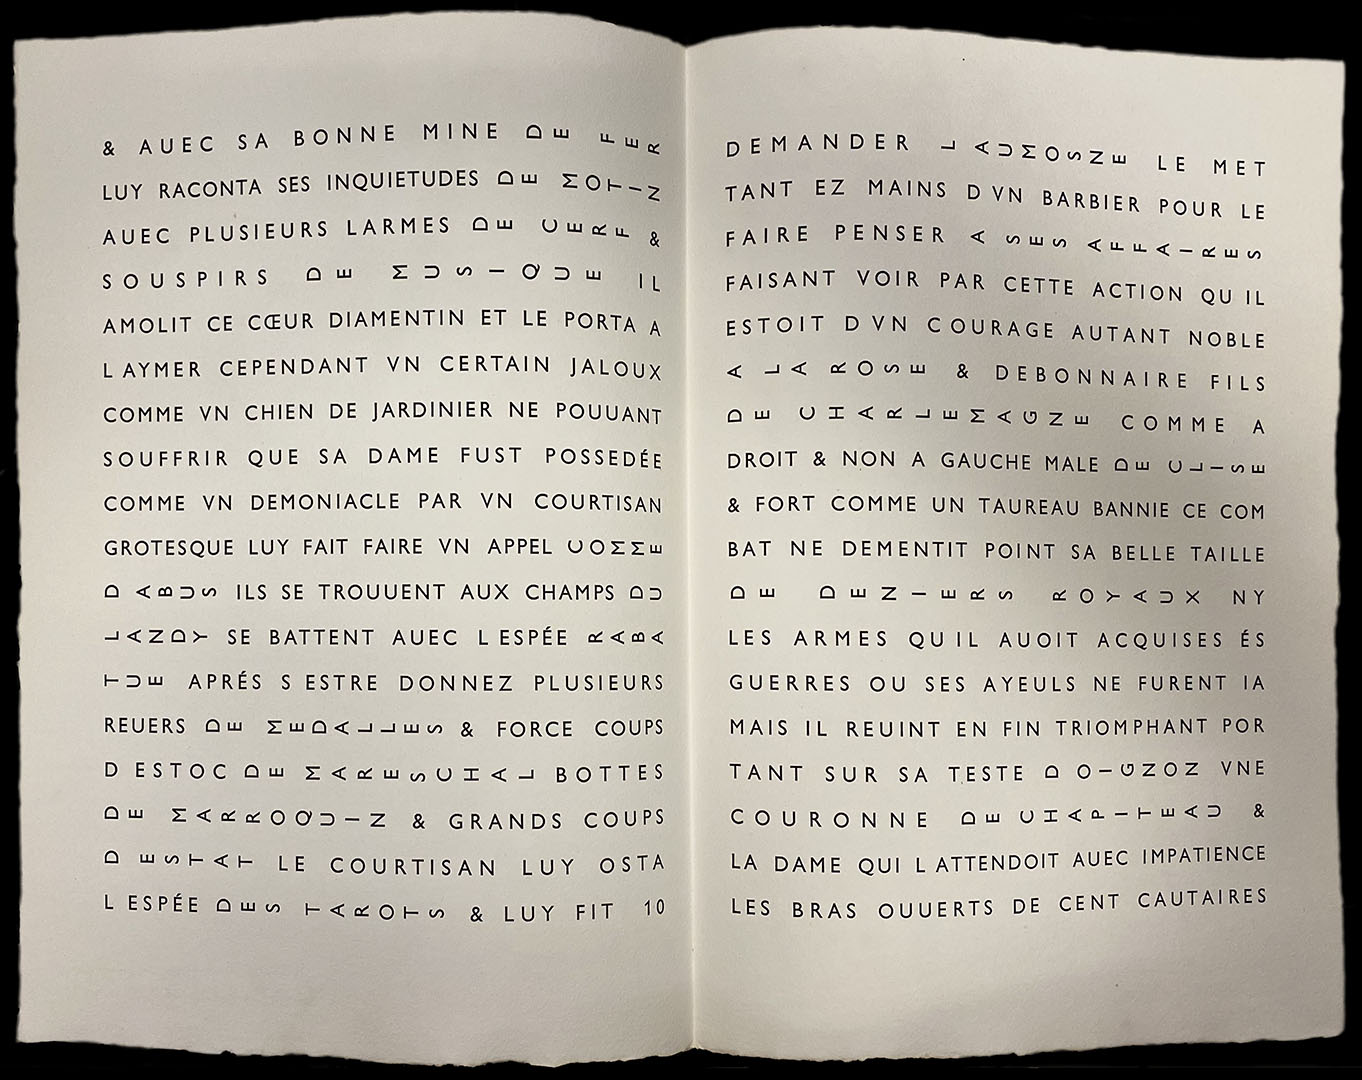 & AUEC SA BONNE MINE DE FER
LUY RACONTA SES INQUIETUDES DE MOTIN
AUEC PLUSIEURS LARMES DE CERF &
SOUSPIRS DE MUSIQUE IL
AMOLIT CE CŒUR DIAMENTIN ET LE PORTA A
L AYMER CEPENDANT VN CERTAIN JALOUX
COMME VN CHIEN DE JARDINIER NE POUUANT
SOUFFRIR QUE SA DAME FUST POSSEDÉE
COMME VN DEMONIACLE PAR VN COURTISAN
GROTESQUE LUY FAIT FAIRE VN APPEL COMME
D ABUS ILS SE TROUUENT AUX CHAMPS DU
LANDY SE BATTENT AUEC L ESPÉE RABA
TUE APRÉS S ESTRE DONNEZ PLUSIEURS
REUERS DE MEDALLES & FORCE COUPS
D ESTOC DE MARESCHAL BOTTES
DE MARROQUIN & GRANDS COUPS
D ESTAT LE COURTISAN LUY OSTA
L ESPÉE DES TAROTS & LUY FIT 10
DEMANDER L AUMOSNE LE MET
TANT EZ MAINS D VN BARBIER POUR LE
FAIRE PENSER A SES AFFAIRES
FAISANT VOIR PAR CETTE ACTION QU IL
ESTOIT D VN COURAGE AUTANT NOBLE
A LA ROSE & DEBONNAIRE FILS
DE CHARLEMAGNE COMME A
DROIT & NON A GAUCHE MALE DE CLISE
& FORT COMME UN TAUREAU BANNIE CE COM
BAT NE DEMENTIT POINT SA BELLE TAILLE
DE DENIERS ROYAUX NY
LES ARMES QU IL AUOIT ACQUISES ÉS
GUERRES OU SES AYEULS NE FURENT IA
MAIS IL REUINT EN FIN TRIOMPHANT POR
TANT SUR SA TESTE D OIGNON VNE
COURONNE DE CHAPITEAU &
LA DAME QUI L ATTENDOIT AUEC IMPATIENCE
LES BRAS OUUERTS DE CENT CAUTAIRES